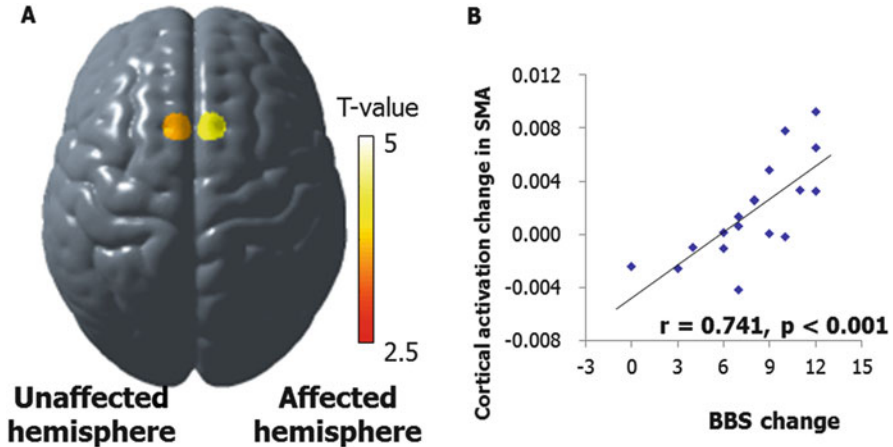 A
T-value
5
2.5
Unaffected
hemisphere
Affected
hemisphere
B
Cortical activation change in SMA
0.012
0.008
0.004
0.000
-0.004
-0.008
r = 0.741, p < 0.001
-3 0 3 6 9 12 15
BBS change